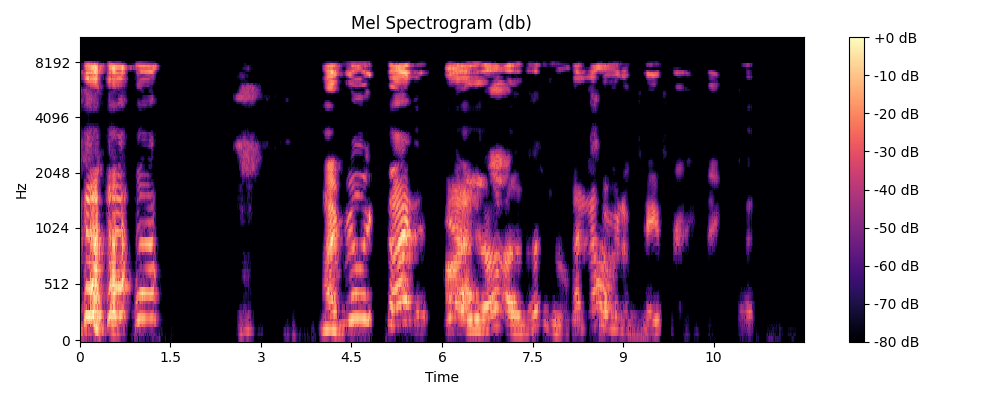 Mel Spectrogram (db)
8192
4096
2048
1024
512
0
Hz
0 1.5 3 4.5 6 7.5 9 10
Time
+0 dB
-10 dB
-20 dB
-30 dB
-40 dB
-50 dB
-60 dB
-70 dB
-80 dB